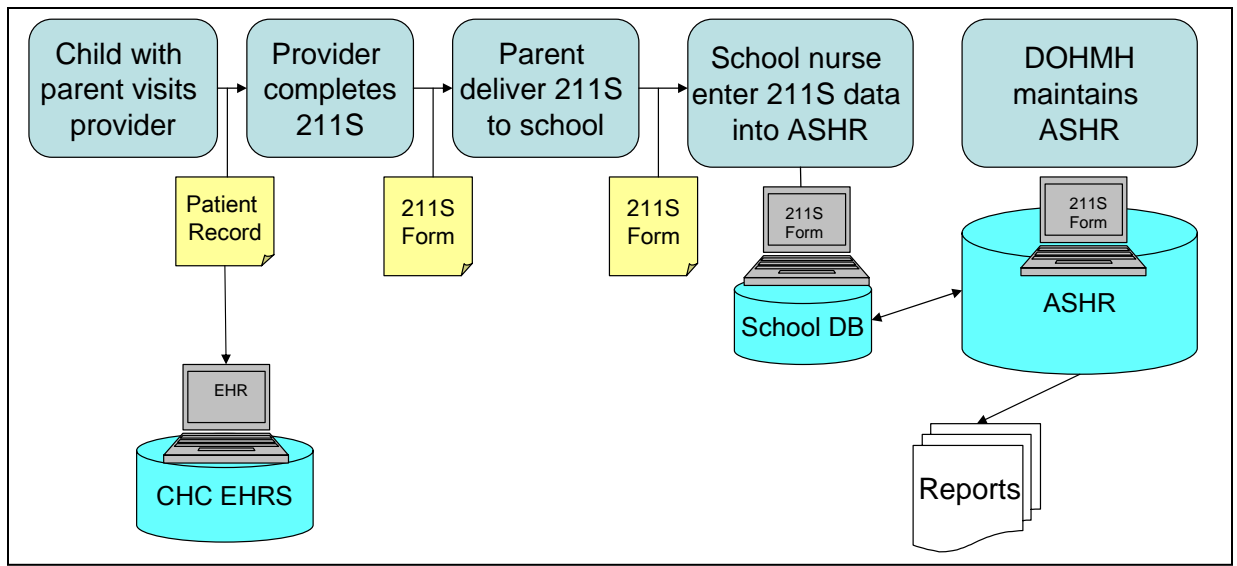 Child with
parent visits
provider
Provider
completes
211S
Parent
deliver 211S
to school
School nurse
enter 211S data
into ASHR
DOHMH
maintains
ASHR
Patient
Record
211S
Form
211S
Form
211S
Form
School DB
211S
Form
ASHR
EHR
CHC EHRS
Reports